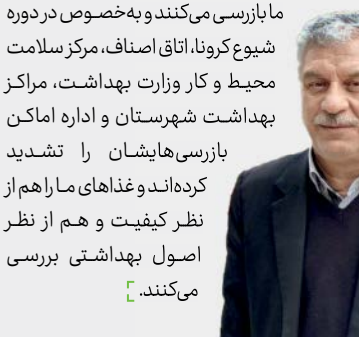 ما بازرسی می‌کنند و به‌خصوص در دوره
شیوع کرونا، اتاق اصناف، مرکز سلامت
محیط و کار وزارت بهداشت، مراکز
بهداشت شهرستان و اداره اماکن
بازرسی‌هایشان را تشدید
کرده‌اند و غذاهای ما را هم از
نظر کیفیت و هم از نظر
اصول بهداشتی بررسی
می‌کنند.